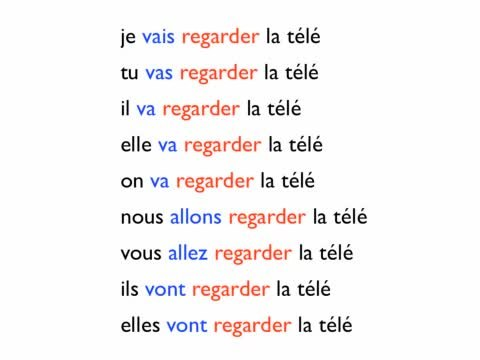 je vais regarder la télé
tu vas regarder la télé
il va regarder la télé
elle va regarder la télé
on va regarder la télé
nous allons regarder la télé
vous allez regarder la télé
ils vont regarder la télé
elles vont regarder la télé